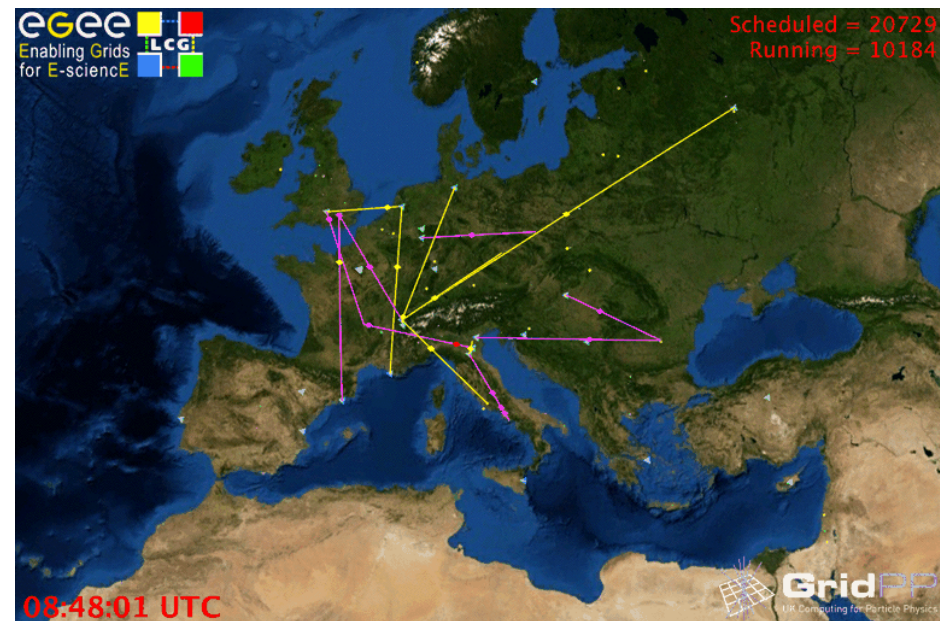 eGee
Enabling Grids
for E-sciencE
LCG
Scheduled = 20729
Running = 10184
08:48:01 UTC
GridPP
UK Computing for Particle Physics